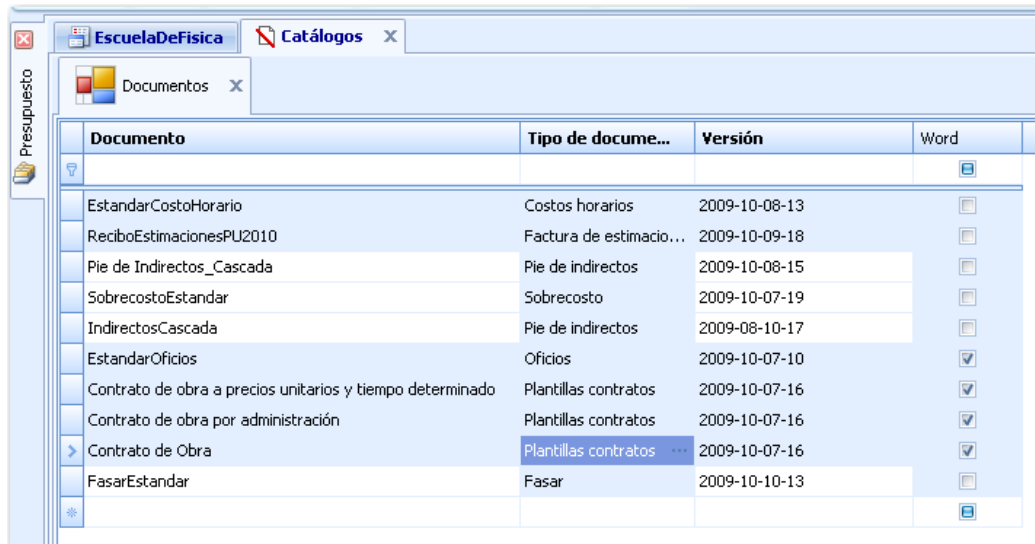 EscuelaDeFisica Catálogos X
Presupuesto
Documentos X
Documento Tipo de docume... Versión Word
EstandarCostoHorario Costos horarios 2009-10-08-13
ReciboEstimacionesPU2010 Factura de estimacio... 2009-10-09-18
Pie de Indirectos_Cascada Pie de indirectos 2009-10-08-15
SobrecostoEstandar Sobrecosto 2009-10-07-19
IndirectosCascada Pie de indirectos 2009-08-10-17
EstandarOficios Oficios 2009-10-07-10
Contrato de obra a precios unitarios y tiempo determinado Plantillas contratos 2009-10-07-16
Contrato de obra por administración Plantillas contratos 2009-10-07-16
Contrato de Obra Plantillas contratos ... 2009-10-07-16
FasarEstandar Fasar 2009-10-10-13